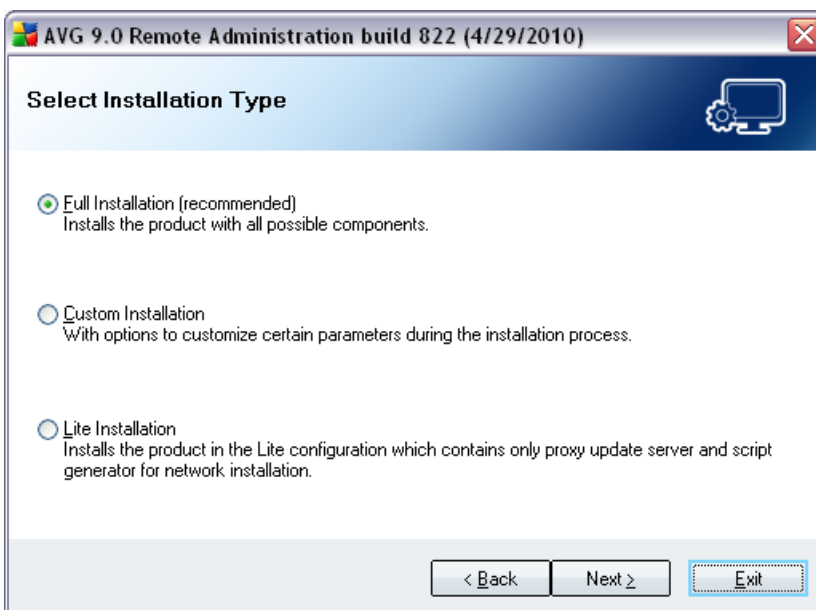 AVG 9.0 Remote Administration build 822 (4/29/2010)
Select Installation Type
Full Installation (recommended)
Installs the product with all possible components.
Custom Installation
With options to customize certain parameters during the installation process.
Lite Installation
Installs the product in the Lite configuration which contains only proxy update server and script
generator for network installation.
< Back
Next >
Exit